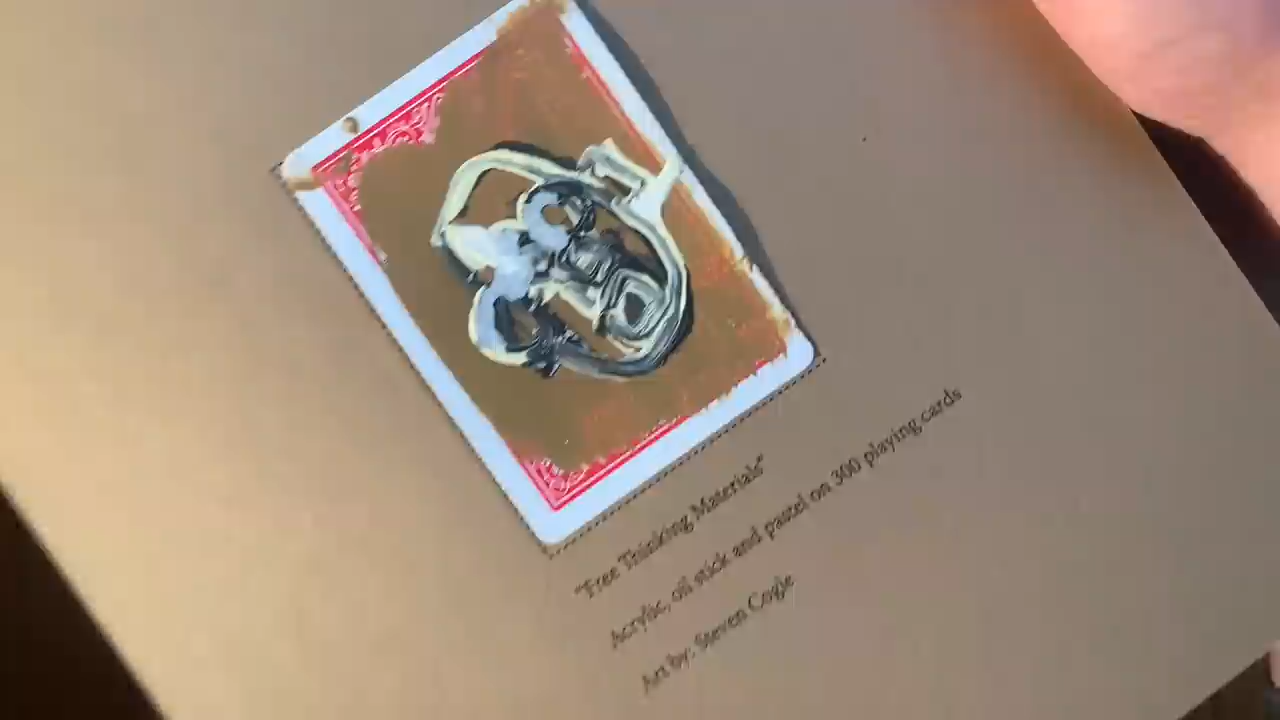 "Free Thinking Materials"
Acrylic, oil stick and pastel on 300 playing cards
Art by: Steven Cogle